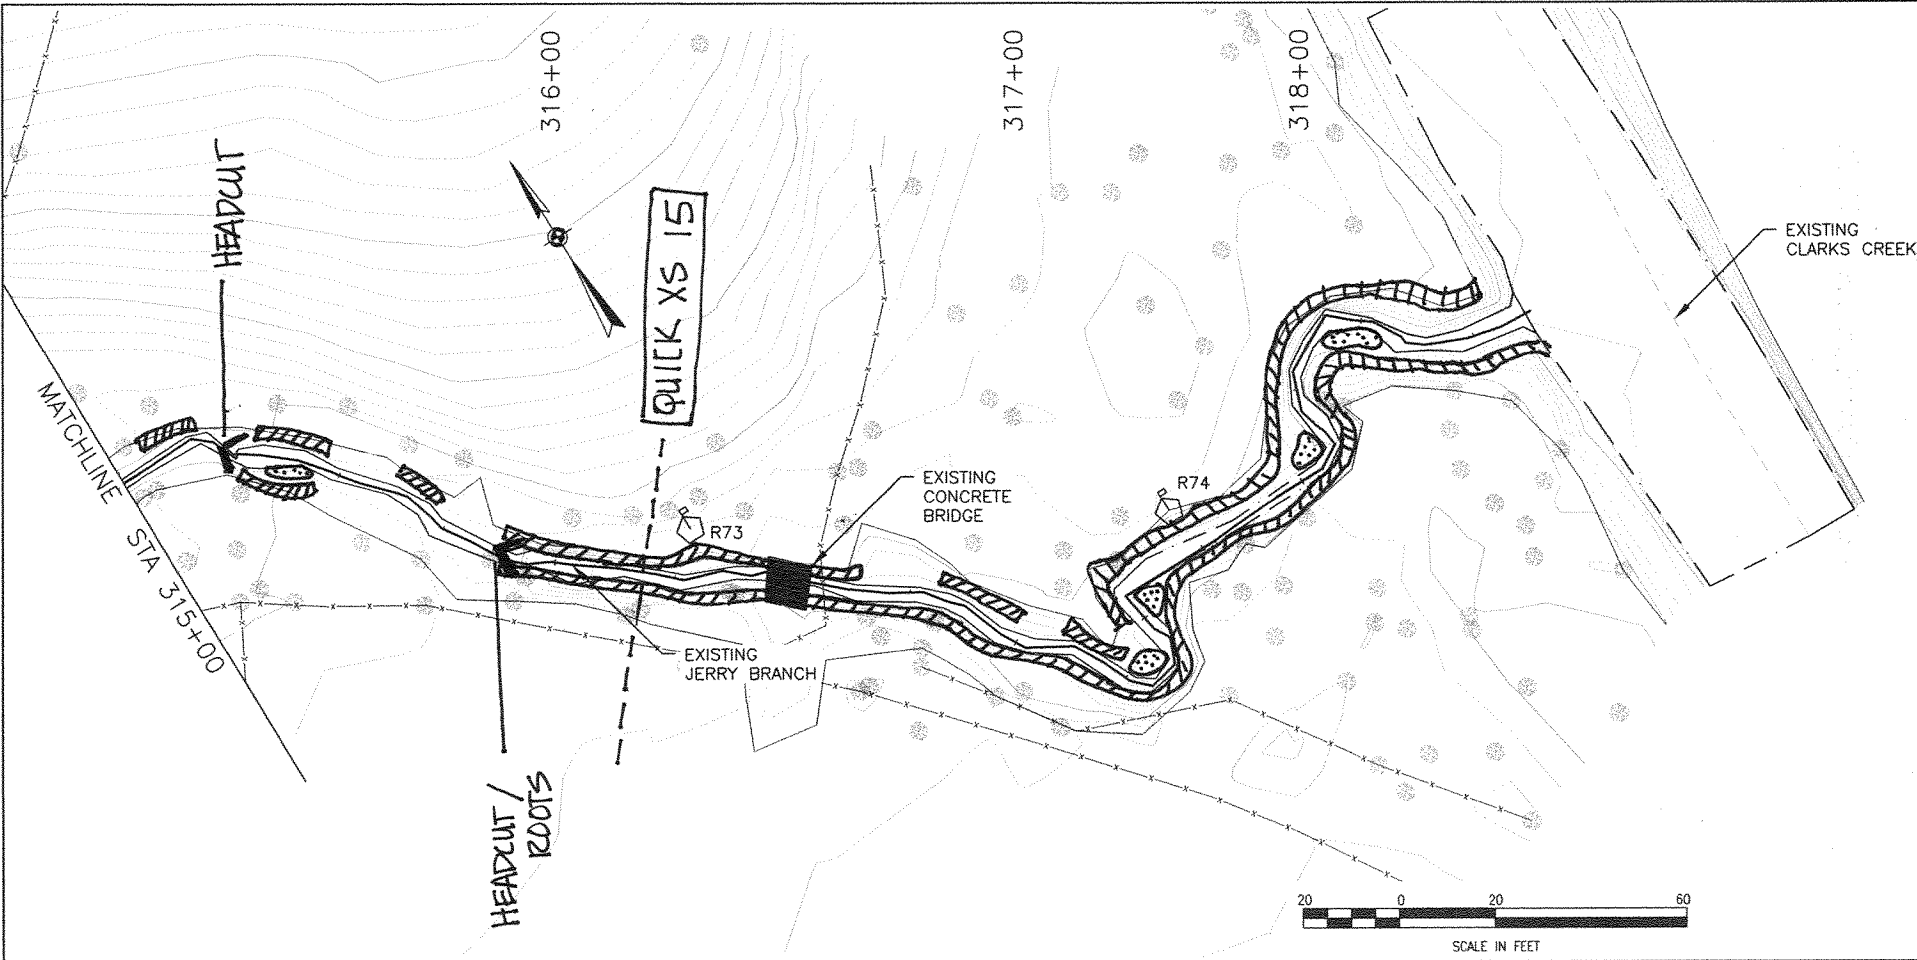 316+00
317+00
318+00
HEADCUT
QUICK XS 15
EXISTING
CLARKS CREEK
MATCHLINE STA 315+00
EXISTING
CONCRETE
BRIDGE
R74
R73
EXISTING
JERRY BRANCH
HEADCUT /
ROOTS
20 0 20 60
SCALE IN FEET